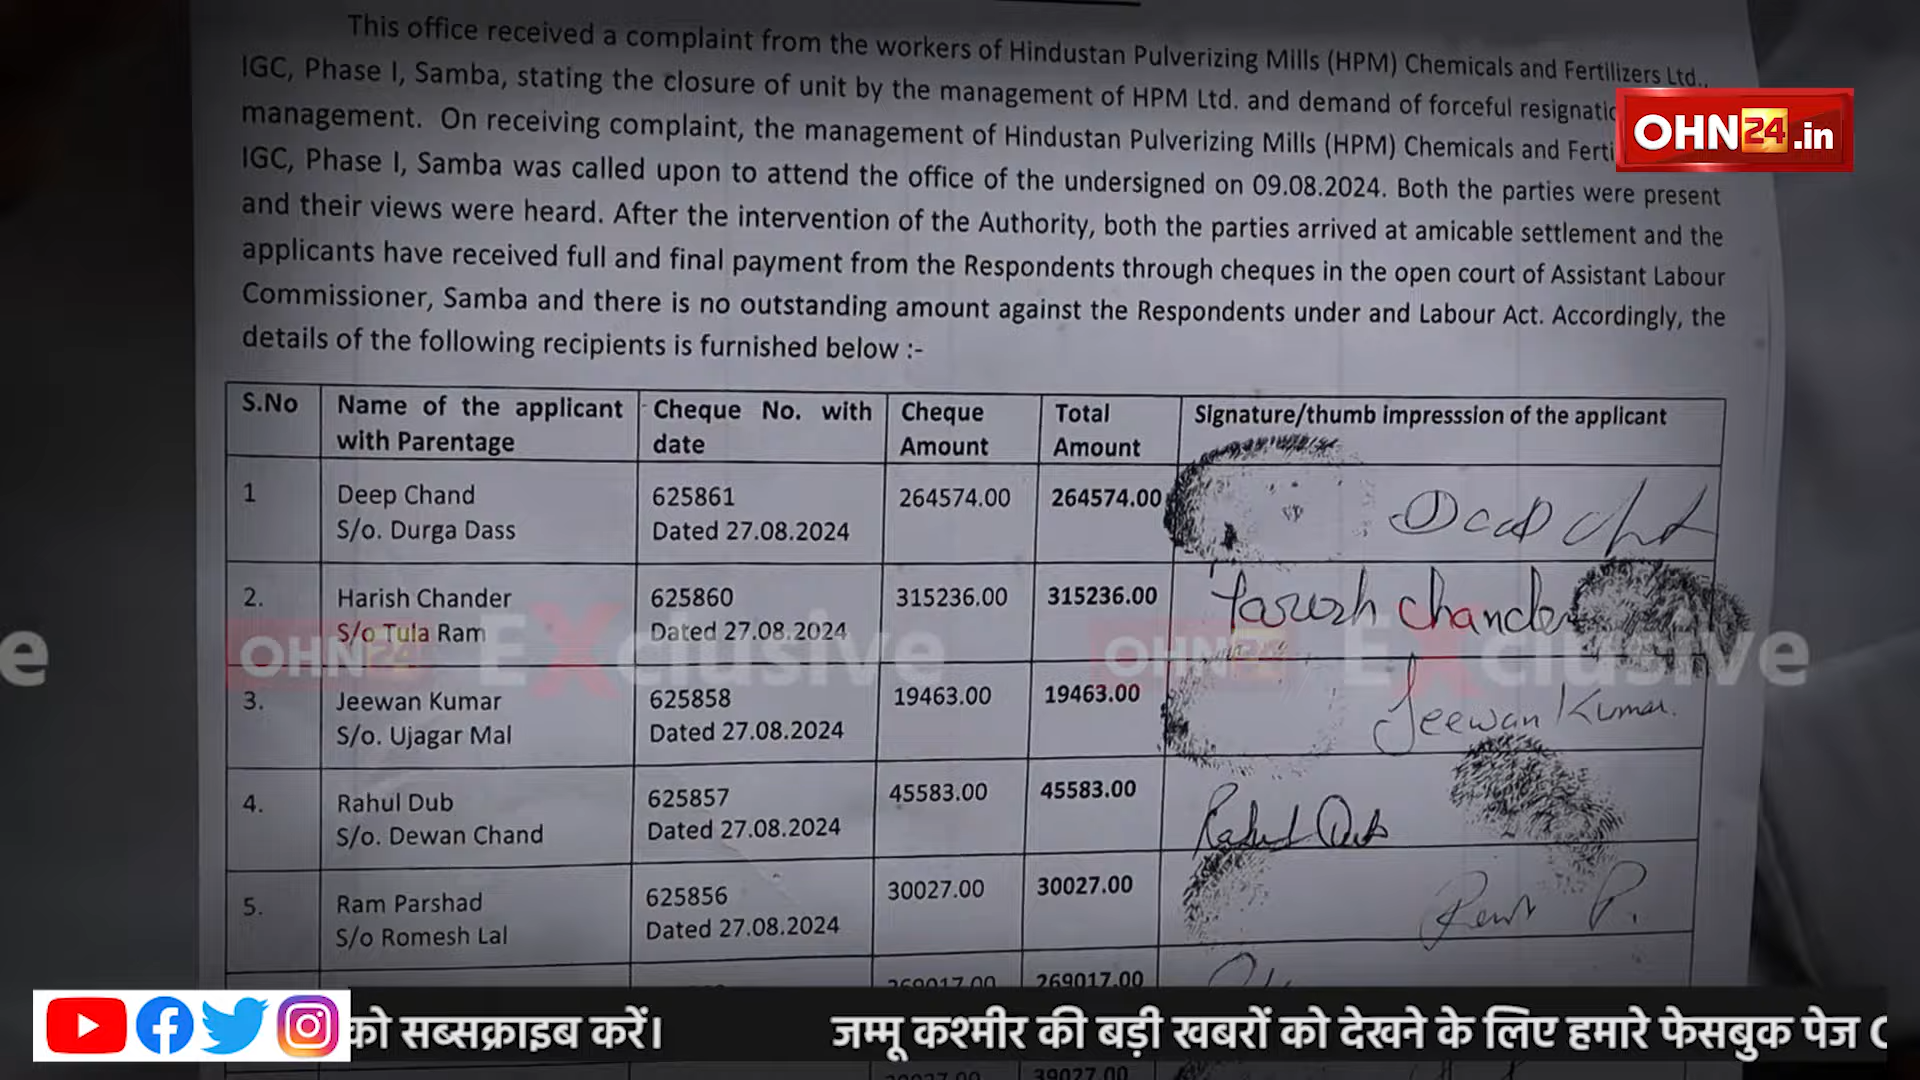 This office received a complaint from the workers of Hindustan Pulverizing Mills (HPM) Chemicals and Fertilizers Ltd.,
IGC, Phase I, Samba, stating the closure of unit by the management of HPM Ltd. and demand of forceful
management. On receiving complaint, the management of Hindustan Pulverizing Mills (HPM) Chemicals and
IGC, Phase I, Samba was called upon to attend the office of the undersigned on 09.08.2024. Both the parties were present
and their views were heard. After the intervention of the Authority, both the parties arrived at amicable settlement and the
applicants have received full and final payment from the Respondents through cheques in the open court of Assistant Labour
Commissioner, Samba and there is no outstanding amount against the Respondents under and Labour Act. Accordingly, the
details of the following recipients is furnished below :-
OHN24.in
S.No Name of the applicant with Parentage Cheque No. with date Cheque Amount Total Amount Signature/thumb impresssion of the applicant
1 Deep Chand S/o. Durga Dass 625861 Dated 27.08.2024 264574.00 264574.00 Deep Chand
2. Harish Chander S/o Tula Ram 625860 Dated 27.08.2024 315236.00 315236.00 Chander
3. Jeewan Kumar S/o. Ujagar Mal 625858 Dated 27.08.2024 19463.00 19463.00 Jeewan Kumar.
4. Rahul Dub S/o. Dewan Chand 625857 Dated 27.08.2024 45583.00 45583.00 Rahul Dub
5. Ram Parshad S/o Romesh Lal 625856 Dated 27.08.2024 30027.00 30027.00 Ram P.
269017.00 269017.00
39027.00
OHN24 EXclusive OHN24 EXclusive
को सब्सक्राइब करें। जम्मू कश्मीर की बड़ी खबरों को देखने के लिए हमारे फेसबुक पेज